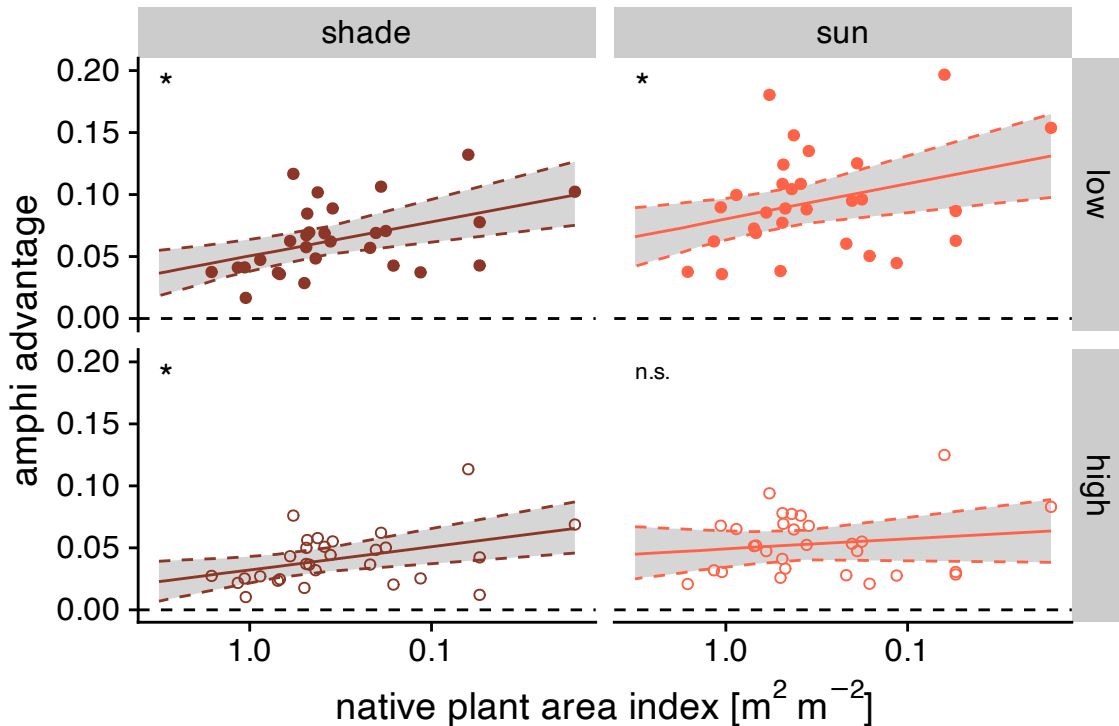 shade
sun
0.20
*
*
0.15
0.10
0.05
0.00
low
0.20
*
n.s.
0.15
0.10
0.05
0.00
high
amphi advantage
1.0
0.1
1.0
0.1
native plant area index [m² m⁻²]